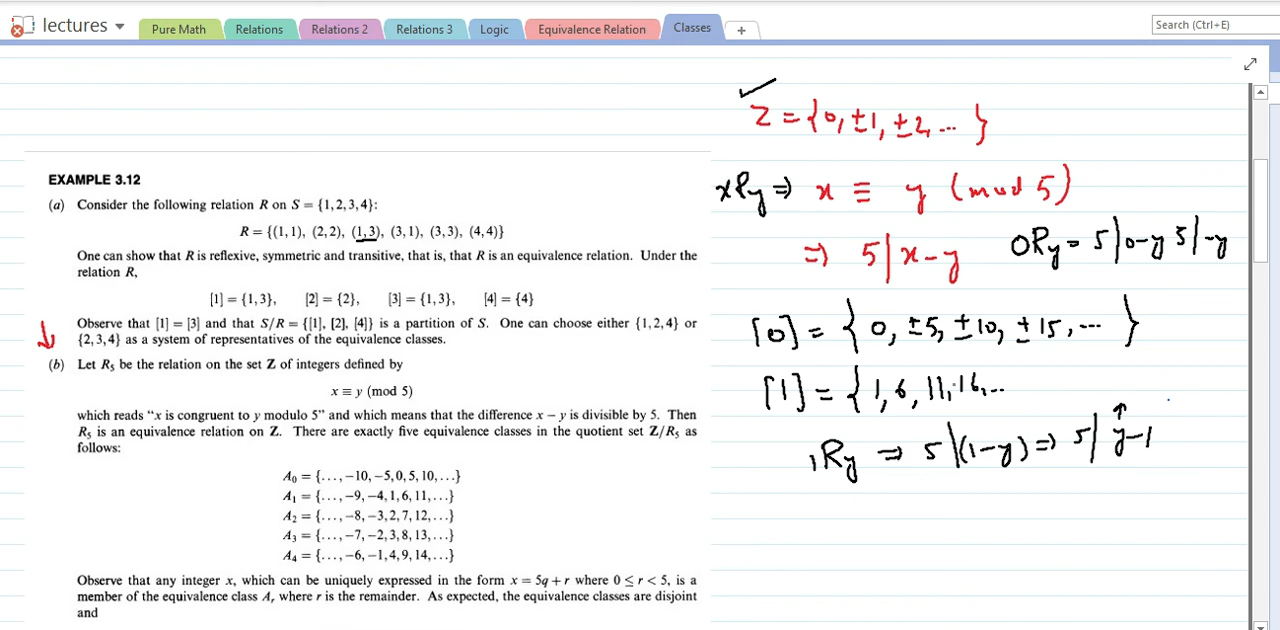 lectures
Pure Math Relations Relations 2 Relations 3 Logic Equivalence Relation Classes +
Search (Ctrl+E)
EXAMPLE 3.12
(a) Consider the following relation R on S = {1, 2, 3, 4}:
R = {(1, 1), (2, 2), (1, 3), (3, 1), (3, 3), (4, 4)}
One can show that R is reflexive, symmetric and transitive, that is, that R is an equivalence relation. Under the
relation R,
[1] = {1, 3}, [2] = {2}, [3] = {1, 3}, [4] = {4}
Observe that [1] = [3] and that S/R = {[1], [2], [4]} is a partition of S. One can choose either {1, 2, 4} or
{2, 3, 4} as a system of representatives of the equivalence classes.
(b) Let R₅ be the relation on the set Z of integers defined by
x ≡ y (mod 5)
which reads “x is congruent to y modulo 5” and which means that the difference x − y is divisible by 5. Then
R₅ is an equivalence relation on Z. There are exactly five equivalence classes in the quotient set Z/R₅ as
follows:
A₀ = {…, −10, −5, 0, 5, 10, …}
A₁ = {…, −9, −4, 1, 6, 11, …}
A₂ = {…, −8, −3, 2, 7, 12, …}
A₃ = {…, −7, −2, 3, 8, 13, …}
A₄ = {…, −6, −1, 4, 9, 14, …}
Observe that any integer x, which can be uniquely expressed in the form x = 5q + r where 0 ≤ r < 5, is a
member of the equivalence class Aᵣ where r is the remainder. As expected, the equivalence classes are disjoint
and
✓
Z = {0, ±1, ±2, ... }
xRy ⇒ x ≡ y (mod 5)
⇒ 5 | x-y
0Ry = 5 | 0-y 5 | -y
[0] = { 0, ±5, ±10, ±15, ... }
[1] = { 1, 6, 11, 16, ...
1Ry ⇒ 5 | (1-y) ⇒ 5 | y-1